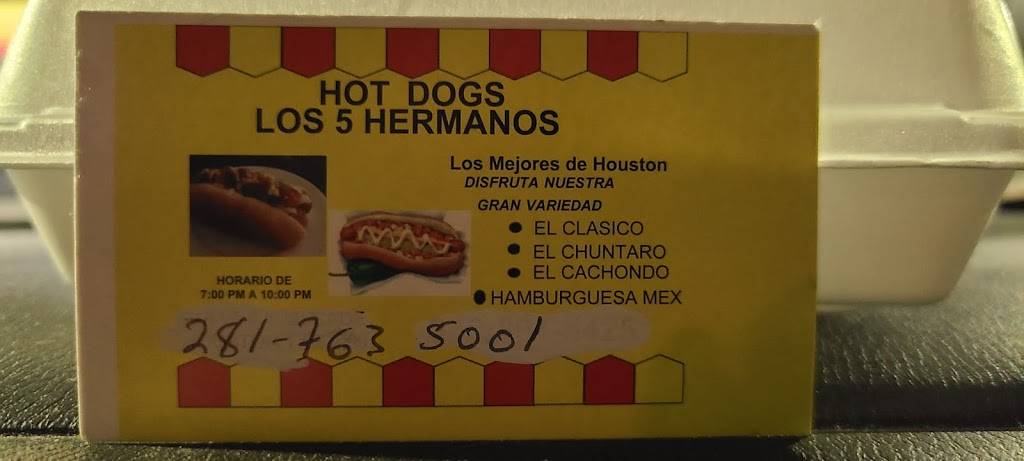 HOT DOGS
LOS 5 HERMANOS
Los Mejores de Houston
DISFRUTA NUESTRA
GRAN VARIEDAD
• EL CLASICO
• EL CHUNTARO
• EL CACHONDO
• HAMBURGUESA MEX
HORARIO DE
7:00 PM A 10:00 PM
281-763 5001